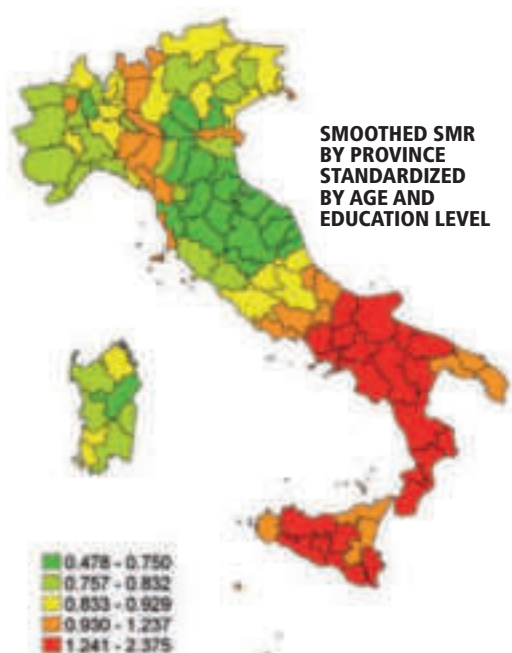 SMOOTHED SMR
BY PROVINCE
STANDARDIZED
BY AGE AND
EDUCATION LEVEL
0.478 - 0.750
0.757 - 0.832
0.833 - 0.929
0.930 - 1.237
1.241 - 2.375